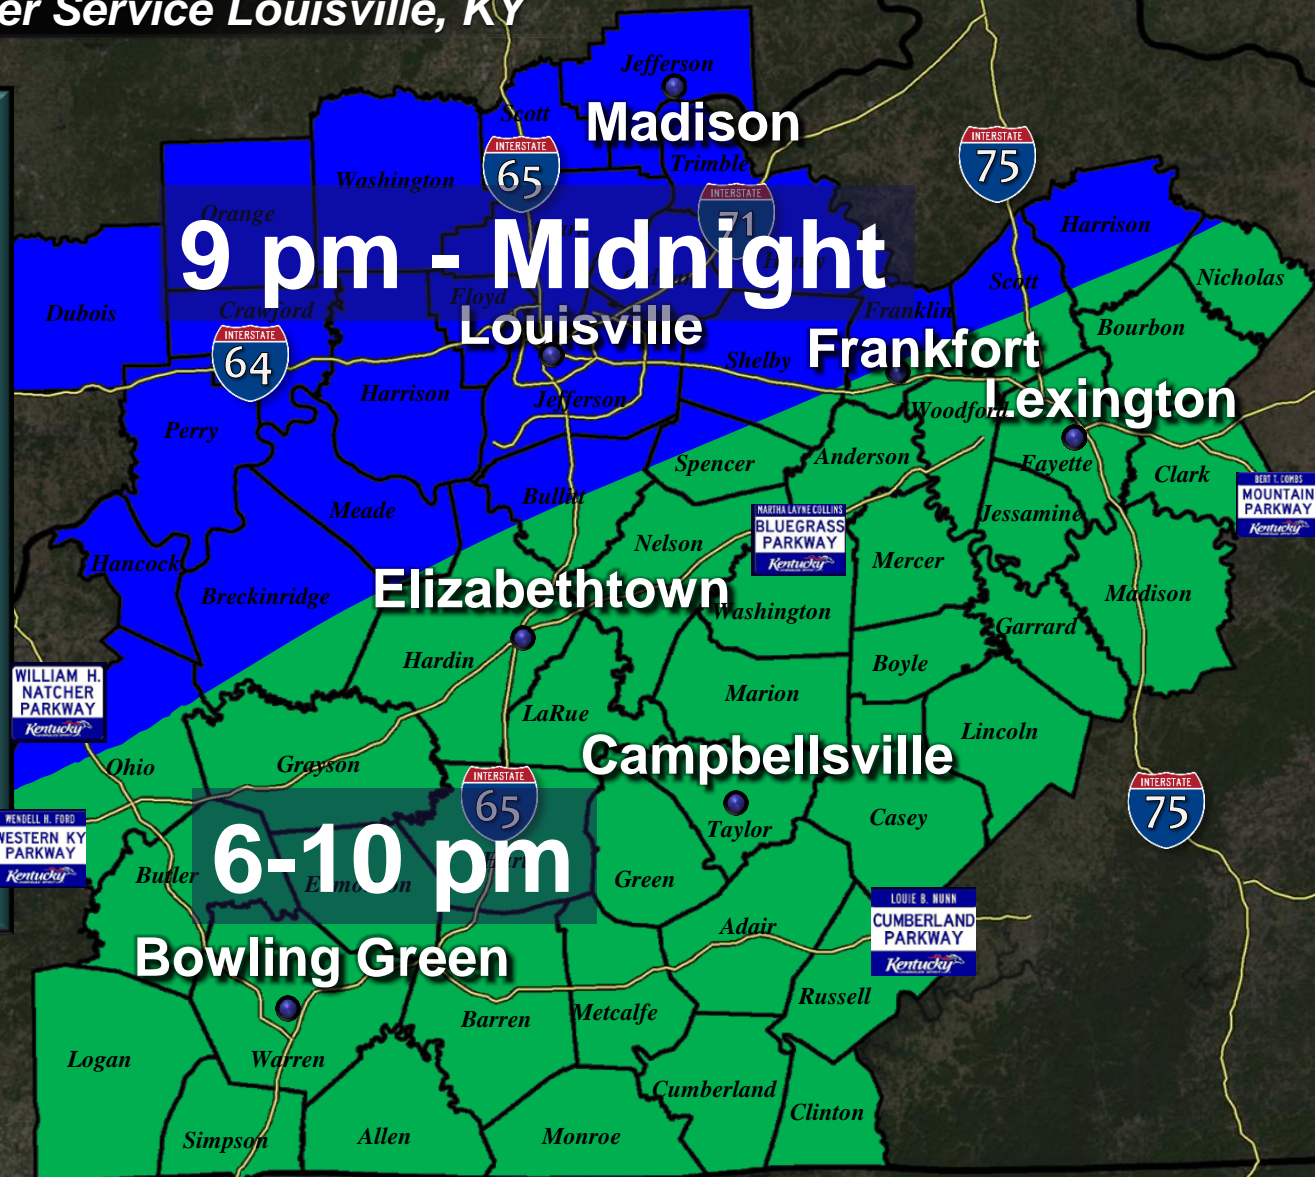 er Service Louisville, KY
Jefferson
Scott
Madison
INTERSTATE
65
Trimble
INTERSTATE
75
Washington
INTERSTATE
71
Orange
Harrison
9 pm - Midnight
Nicholas
Scott
Dubois
Crawford
Floyd
Franklin
Louisville
Bourbon
INTERSTATE
64
Shelby
Frankfort
Harrison
Jefferson
Lexington
Woodford
Perry
Spencer
Anderson
Fayette
Clark
Bullitt
Meade
BERT T. COMBS
MOUNTAIN
PARKWAY
Kentucky
MARTHA LAYNE COLLINS
BLUEGRASS
PARKWAY
Kentucky
Jessamine
Nelson
Hancock
Mercer
Breckinridge
Elizabethtown
Washington
Madison
Garrard
Hardin
Boyle
WILLIAM H.
NATCHER
PARKWAY
Kentucky
Marion
LaRue
Lincoln
Ohio
Grayson
Campbellsville
INTERSTATE
65
INTERSTATE
75
WENDELL H. FORD
WESTERN KY
PARKWAY
Kentucky
Taylor
Casey
6-10 pm
Butler
Green
LOUIE B. NUNN
CUMBERLAND
PARKWAY
Kentucky
Adair
Bowling Green
Russell
Barren
Metcalfe
Logan
Warren
Cumberland
Clinton
Simpson
Allen
Monroe